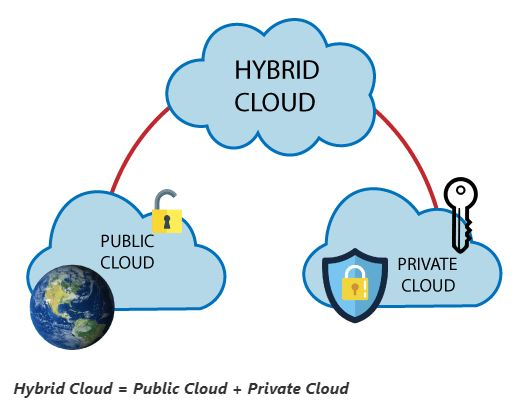 HYBRID
CLOUD
PUBLIC
CLOUD
PRIVATE
CLOUD
Hybrid Cloud = Public Cloud + Private Cloud